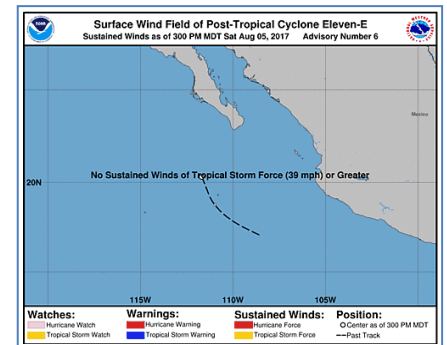 Surface Wind Field of Post-Tropical Cyclone Eleven-E
Sustained Winds as of 300 PM MDT Sat Aug 05, 2017 Advisory Number 6
Mexico
No Sustained Winds of Tropical Storm Force (39 mph) or Greater
20N
115W 110W 105W
Watches: Warnings: Sustained Winds: Position:
Hurricane Watch Hurricane Warning Hurricane Force Center as of 300 PM MDT
Tropical Storm Watch Tropical Storm Warning Tropical Storm Force Past Track